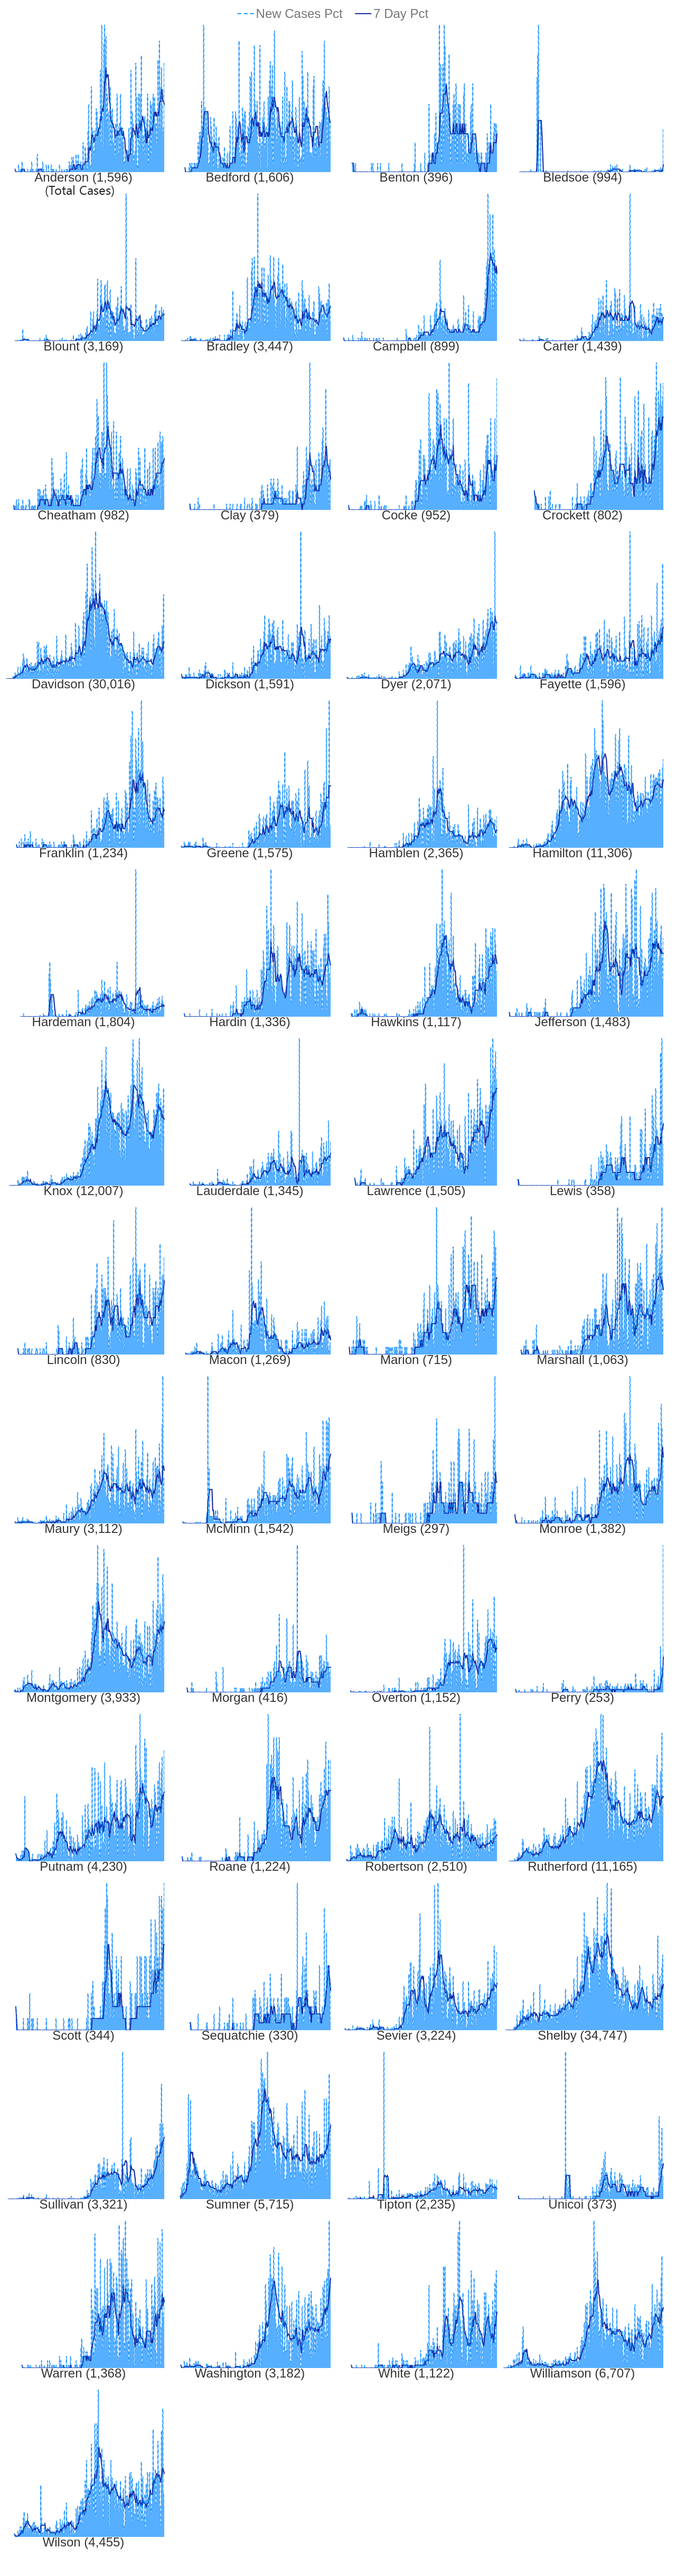 New Cases Pct 7 Day Pct
Anderson (1,596) Bedford (1,606) Benton (396) Bledsoe (994)
(Total Cases)
Blount (3,169) Bradley (3,447) Campbell (899) Carter (1,439)
Cheatham (982) Clay (379) Cocke (952) Crockett (802)
Davidson (30,016) Dickson (1,591) Dyer (2,071) Fayette (1,596)
Franklin (1,234) Greene (1,575) Hamblen (2,365) Hamilton (11,306)
Hardeman (1,804) Hardin (1,336) Hawkins (1,117) Jefferson (1,483)
Knox (12,007) Lauderdale (1,345) Lawrence (1,505) Lewis (358)
Lincoln (830) Macon (1,269) Marion (715) Marshall (1,063)
Maury (3,112) McMinn (1,542) Meigs (297) Monroe (1,382)
Montgomery (3,933) Morgan (416) Overton (1,152) Perry (253)
Putnam (4,230) Roane (1,224) Robertson (2,510) Rutherford (11,165)
Scott (344) Sequatchie (330) Sevier (3,224) Shelby (34,747)
Sullivan (3,321) Sumner (5,715) Tipton (2,235) Unicoi (373)
Warren (1,368) Washington (3,182) White (1,122) Williamson (6,707)
Wilson (4,455)